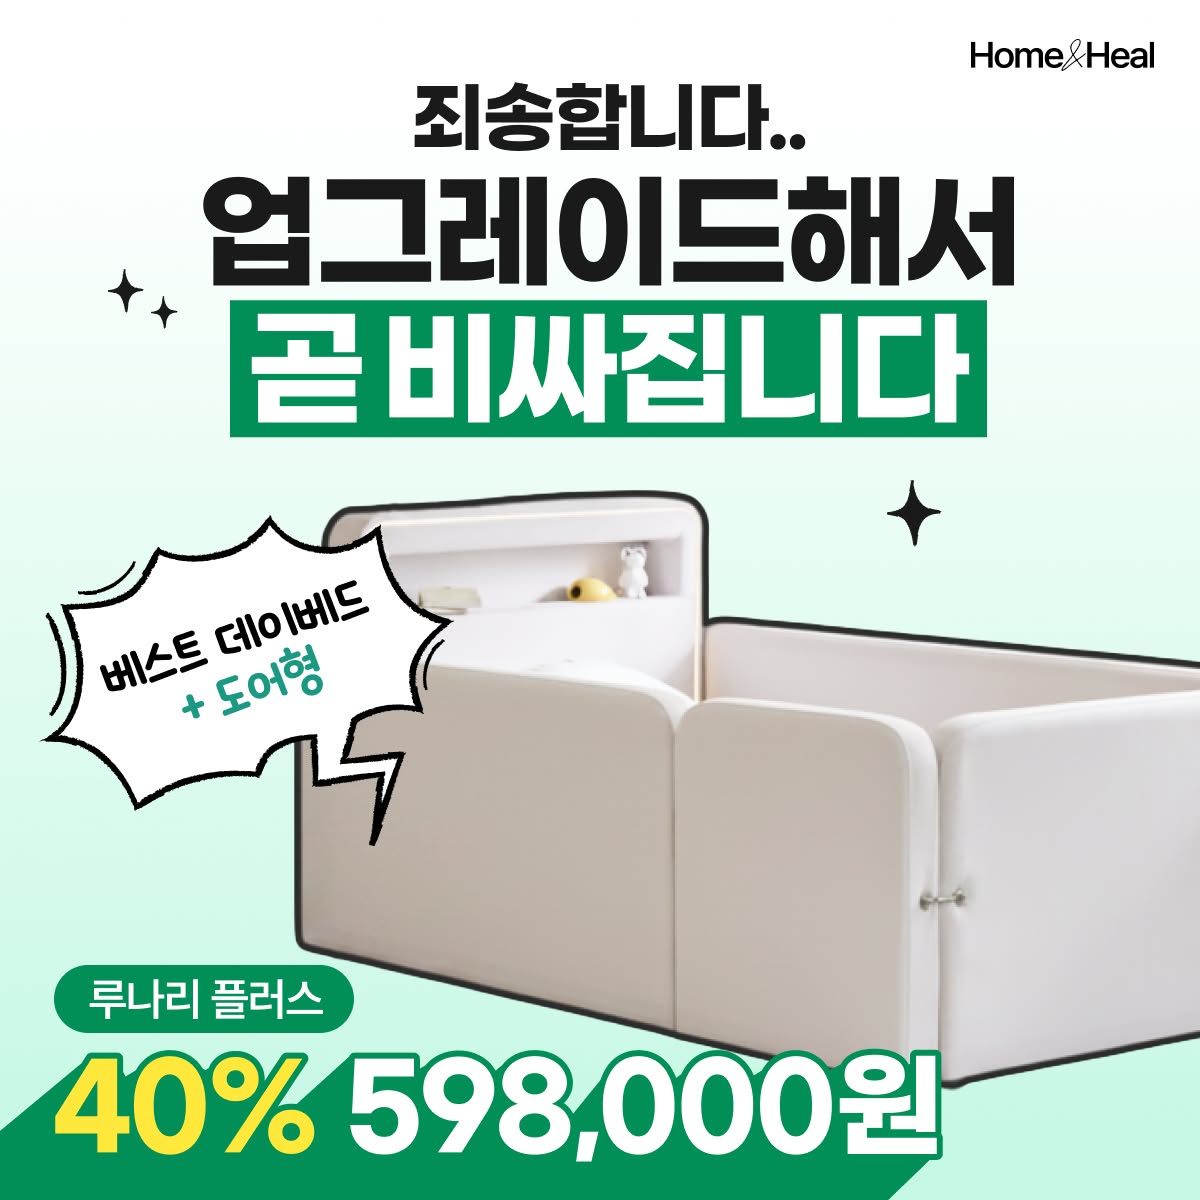 Home&Heal
죄송합니다..
업그레이드해서
곧 비싸집니다
베스트 데이베드
+ 도어형
루나리 플러스
40% 598,000원